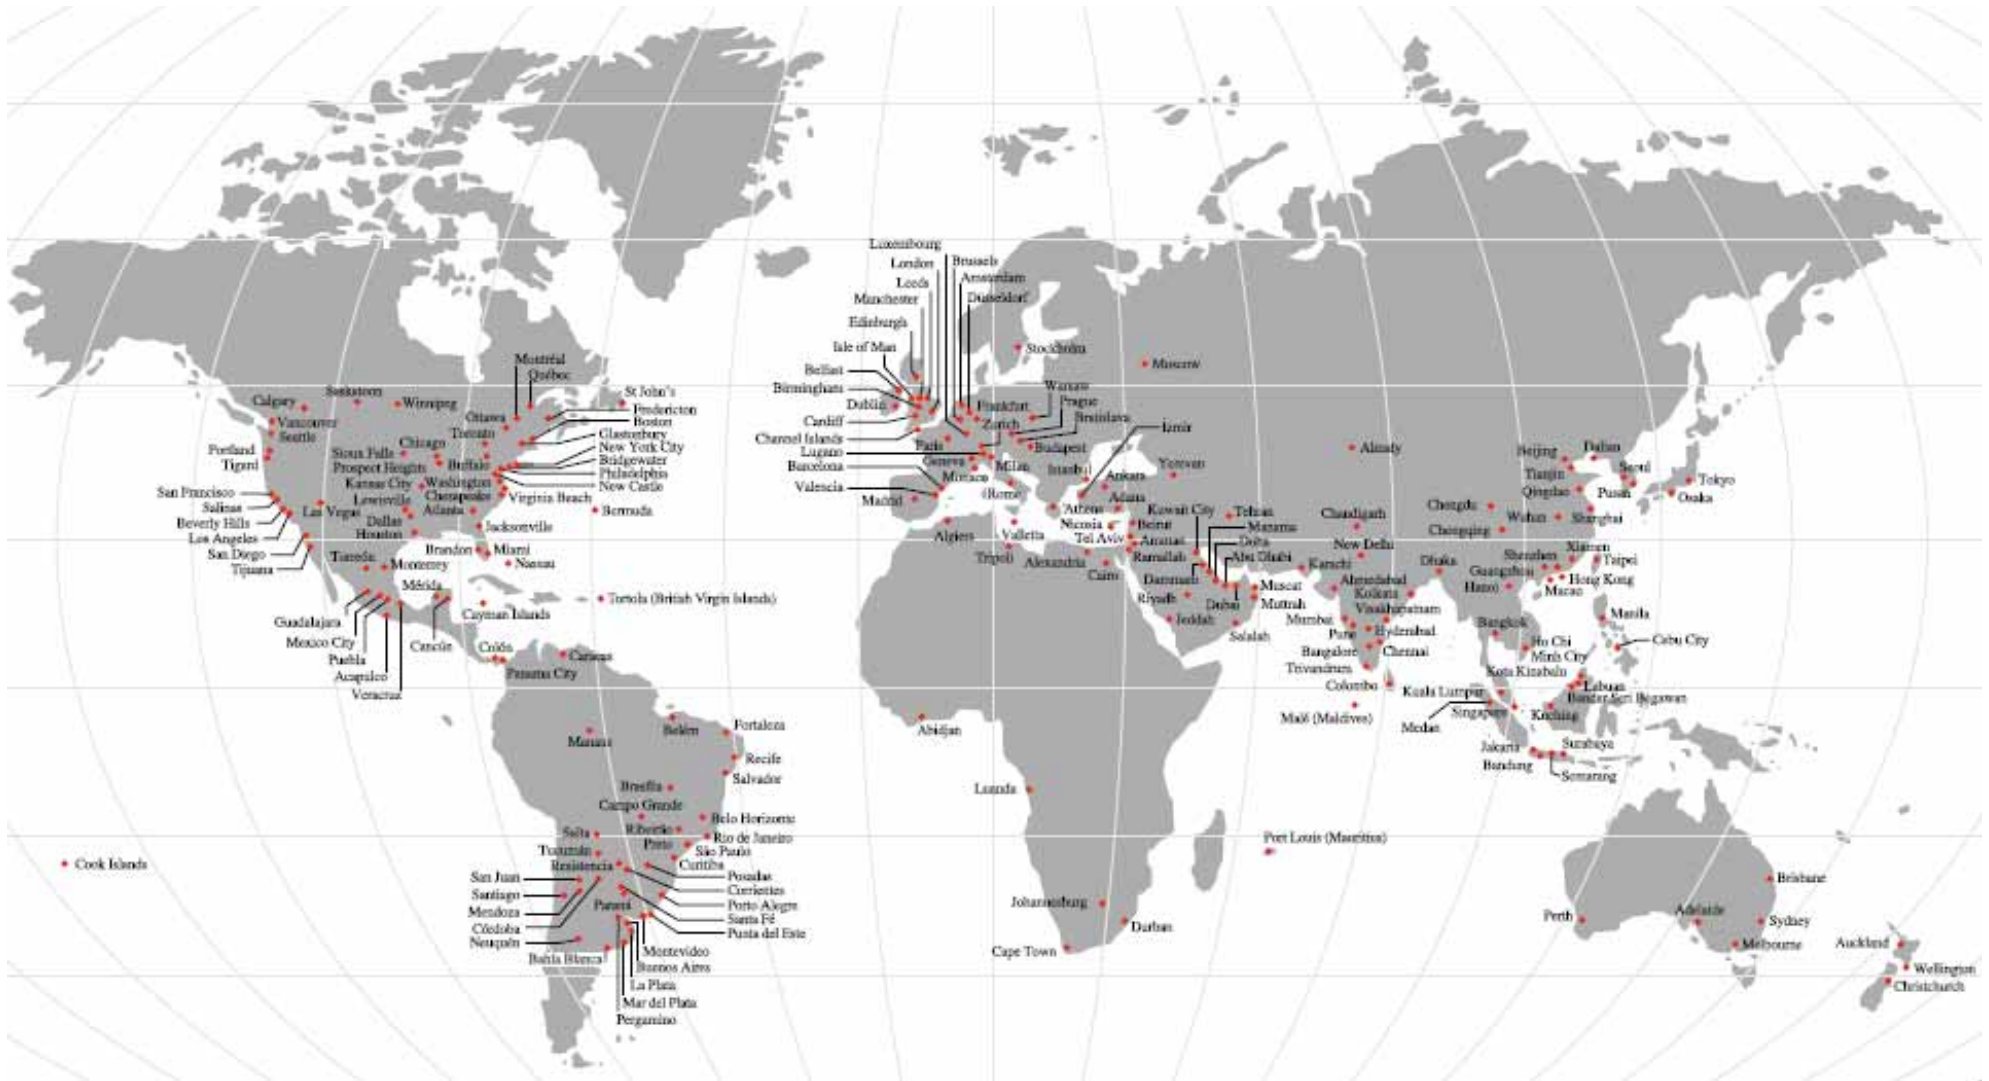 Luxembourg
London
Brussels
Leeds
Amsterdam
Manchester
Düsseldorf
Edinburgh
Isle of Man
Stockholm
Belfast
Moscow
Birmingham
Warsaw
Dublin
Frankfurt
Prague
Cardiff
Zurich
Bratislava
Izmir
Channel Islands
Paris
Budapest
Lugano
Geneva
Milan
Istanbul
Barcelona
Monaco
Ankara
Yerevan
Valencia
Rome
Adana
Madrid
Athens
Algiers
Valletta
Nicosia
Beirut
Tripoli
Tel Aviv
Amman
Alexandria
Ramallah
Cairo
Montréal
Québec
Saskatoon
St John's
Calgary
Winnipeg
Fredericton
Vancouver
Ottawa
Boston
Seattle
Toronto
Glastonbury
Portland
Chicago
New York City
Tigard
Sioux Falls
Buffalo
Bridgewater
Prospect Heights
Philadelphia
Kansas City
Washington
New Castle
San Francisco
Lewisville
Chesapeake
Virginia Beach
Salinas
Las Vegas
Atlanta
Bermuda
Beverly Hills
Dallas
Jacksonville
Los Angeles
Houston
San Diego
Brandon
Miami
Tijuana
Monterrey
Nassau
Mérida
Tortola (British Virgin Islands)
Guadalajara
Cayman Islands
Mexico City
Cancún
Puebla
Colón
Caracas
Acapulco
Panama City
Veracruz
Manaus
Belém
Fortaleza
Recife
Salvador
Brasília
Campo Grande
Belo Horizonte
Salta
Ribeirão
Preto
Rio de Janeiro
Tucumán
São Paulo
Resistencia
Curitiba
San Juan
Posadas
Santiago
Corrientes
Mendoza
Paraná
Porto Alegre
Córdoba
Santa Fé
Neuquén
Punta del Este
Bahía Blanca
Montevideo
Buenos Aires
La Plata
Mar del Plata
Pergamino
Cook Islands
Abidjan
Luanda
Johannesburg
Durban
Cape Town
Port Louis (Mauritius)
Kuwait City
Tehran
Manama
Doha
Abu Dhabi
Dammam
Riyadh
Dubai
Muscat
Muttrah
Jeddah
Salalah
Almaty
Chandigarh
New Delhi
Karachi
Dhaka
Ahmedabad
Kolkata
Visakhapatnam
Mumbai
Pune
Hyderabad
Bangalore
Chennai
Trivandrum
Colombo
Malé (Maldives)
Beijing
Dalian
Tianjin
Seoul
Tokyo
Qingdao
Pusan
Osaka
Chengdu
Wuhan
Shanghai
Chongqing
Shenzhen
Xiamen
Taipei
Guangzhou
Hong Kong
Hanoi
Macao
Manila
Bangkok
Ho Chi
Minh City
Cebu City
Kota Kinabalu
Labuan
Kuala Lumpur
Bandar Seri Begawan
Singapore
Kuching
Medan
Jakarta
Surabaya
Bandung
Semarang
Brisbane
Perth
Adelaide
Sydney
Melbourne
Auckland
Wellington
Christchurch